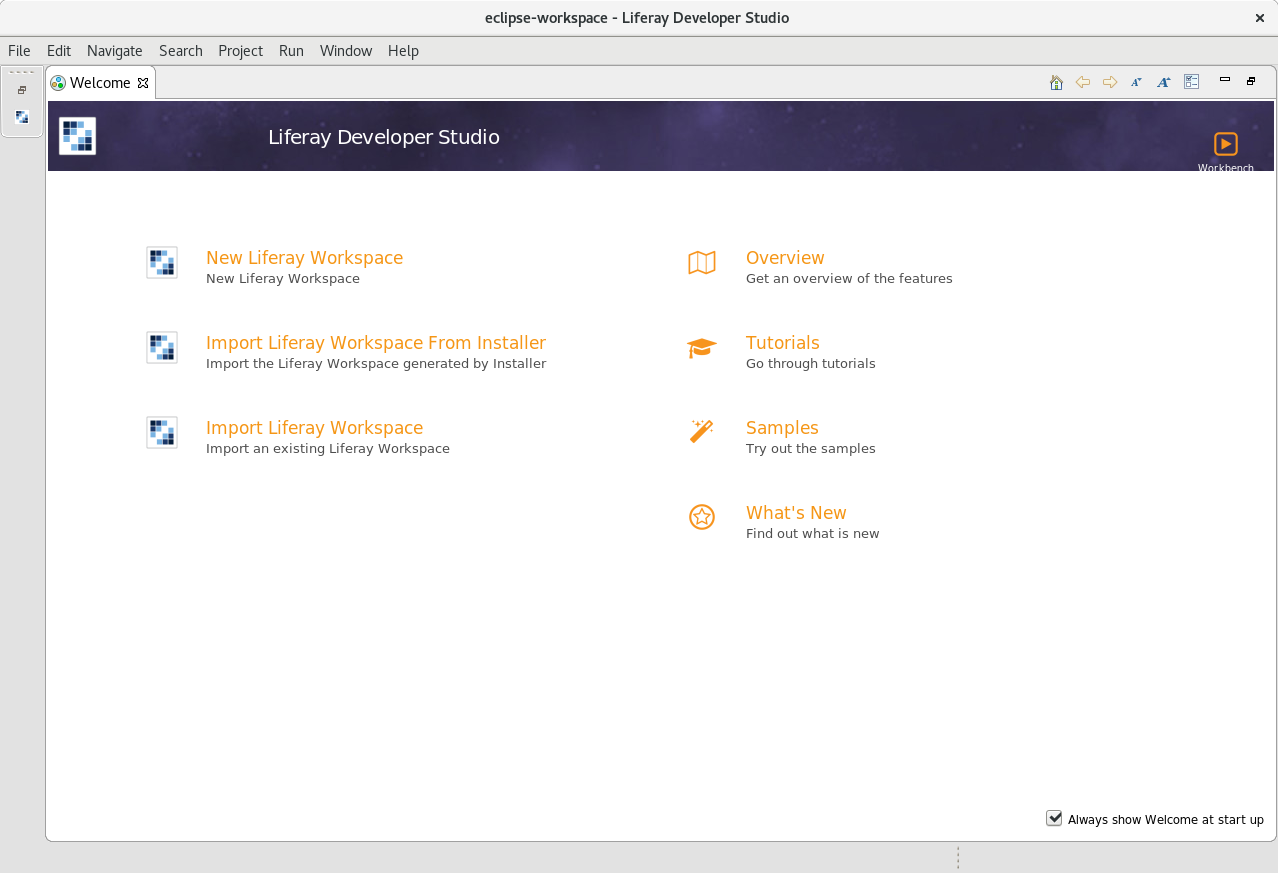 eclipse-workspace - Liferay Developer Studio
File Edit Navigate Search Project Run Window Help
Welcome
Liferay Developer Studio
Workbench
New Liferay Workspace
New Liferay Workspace
Import Liferay Workspace From Installer
Import the Liferay Workspace generated by Installer
Import Liferay Workspace
Import an existing Liferay Workspace
Overview
Get an overview of the features
Tutorials
Go through tutorials
Samples
Try out the samples
What's New
Find out what is new
Always show Welcome at start up